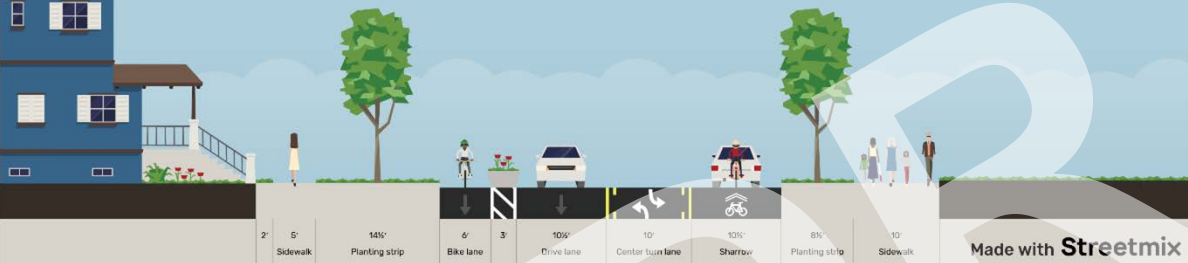 2' 5' 14½' 6' 3' 10½' 10' 10½' 8½' 10'
Sidewalk Planting strip Bike lane Drive lane Center turn lane Sharrow Planting strip Sidewalk
Made with Streetmix